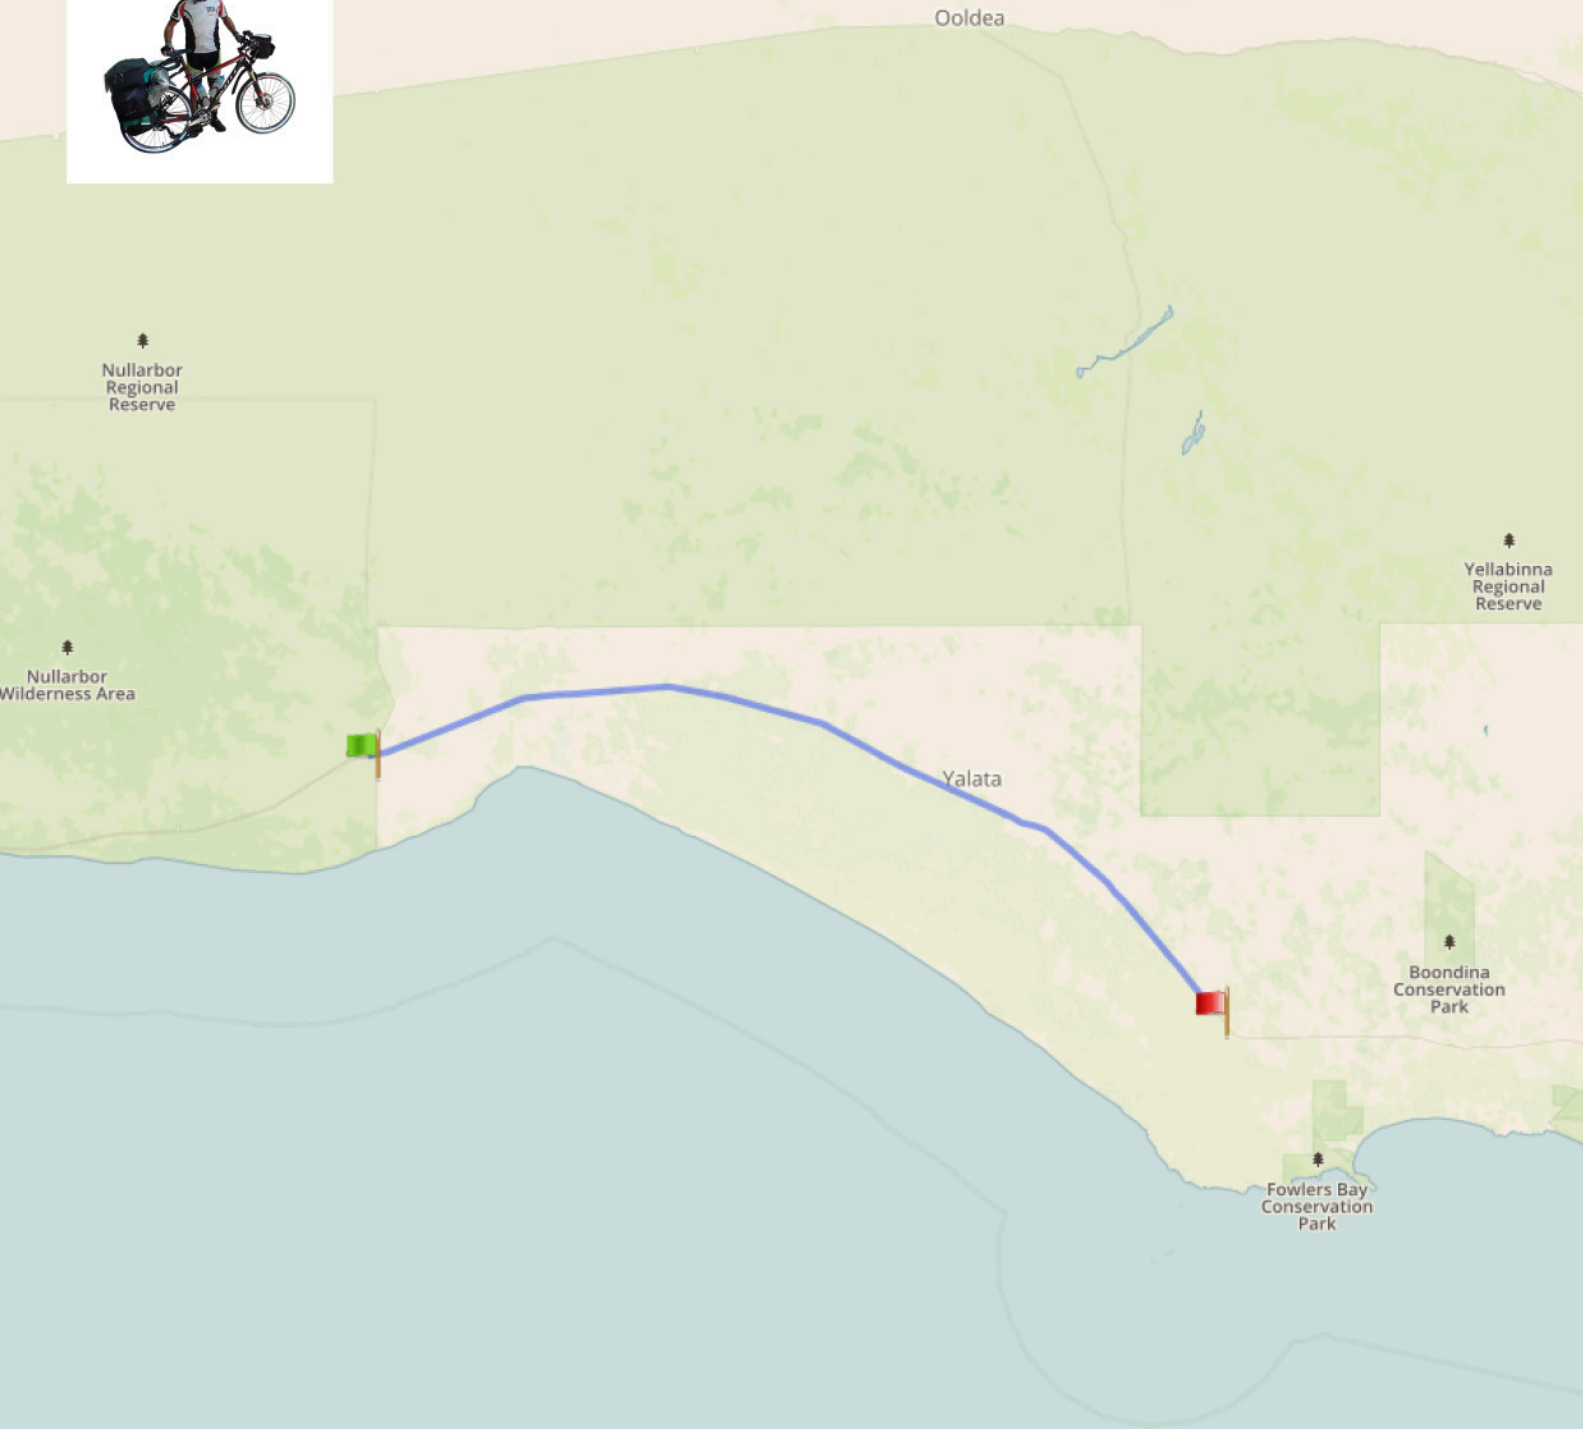 Ooldea
Nullarbor
Regional
Reserve
Yellabinna
Regional
Reserve
Nullarbor
Wilderness Area
Yalata
Boondina
Conservation
Park
Fowlers Bay
Conservation
Park